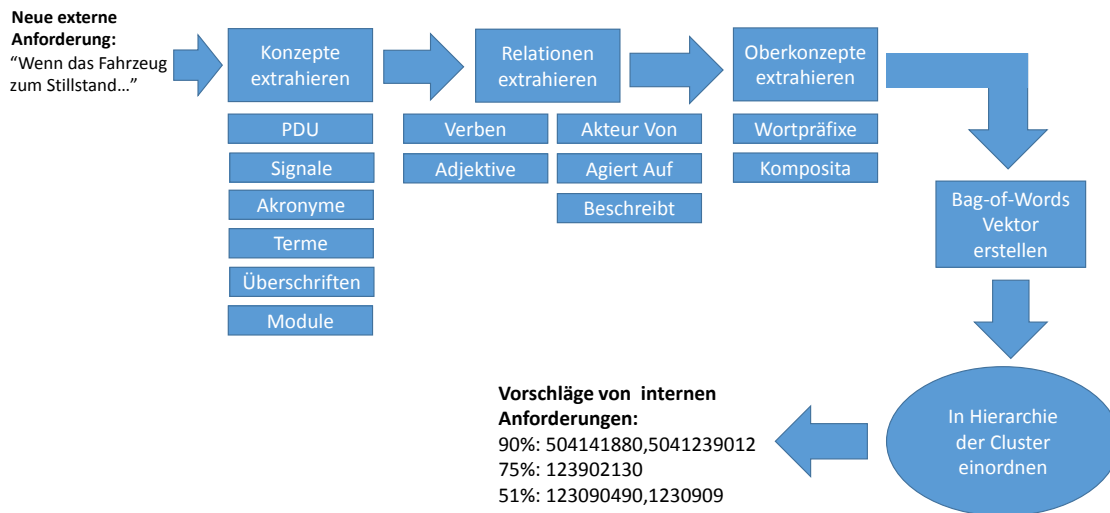 Neue externe
Anforderung:
“Wenn das Fahrzeug
zum Stillstand…”
Konzepte
extrahieren
PDU
Signale
Akronyme
Terme
Überschriften
Module
Relationen
extrahieren
Verben
Adjektive
Akteur Von
Agiert Auf
Beschreibt
Oberkonzepte
extrahieren
Wortpräfixe
Komposita
Bag-of-Words
Vektor
erstellen
In Hierarchie
der Cluster
einordnen
Vorschläge von internen
Anforderungen:
90%: 504141880,5041239012
75%: 123902130
51%: 123090490,1230909